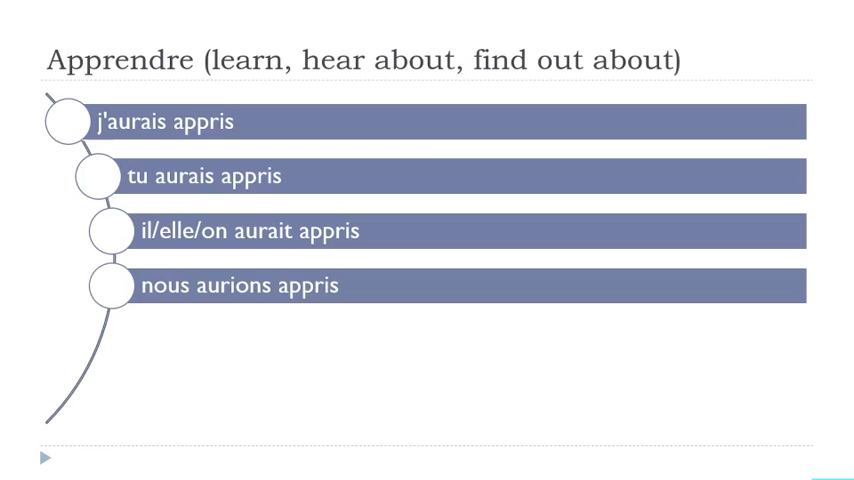 Apprendre (learn, hear about, find out about)
j'aurais appris
tu aurais appris
il/elle/on aurait appris
nous aurions appris